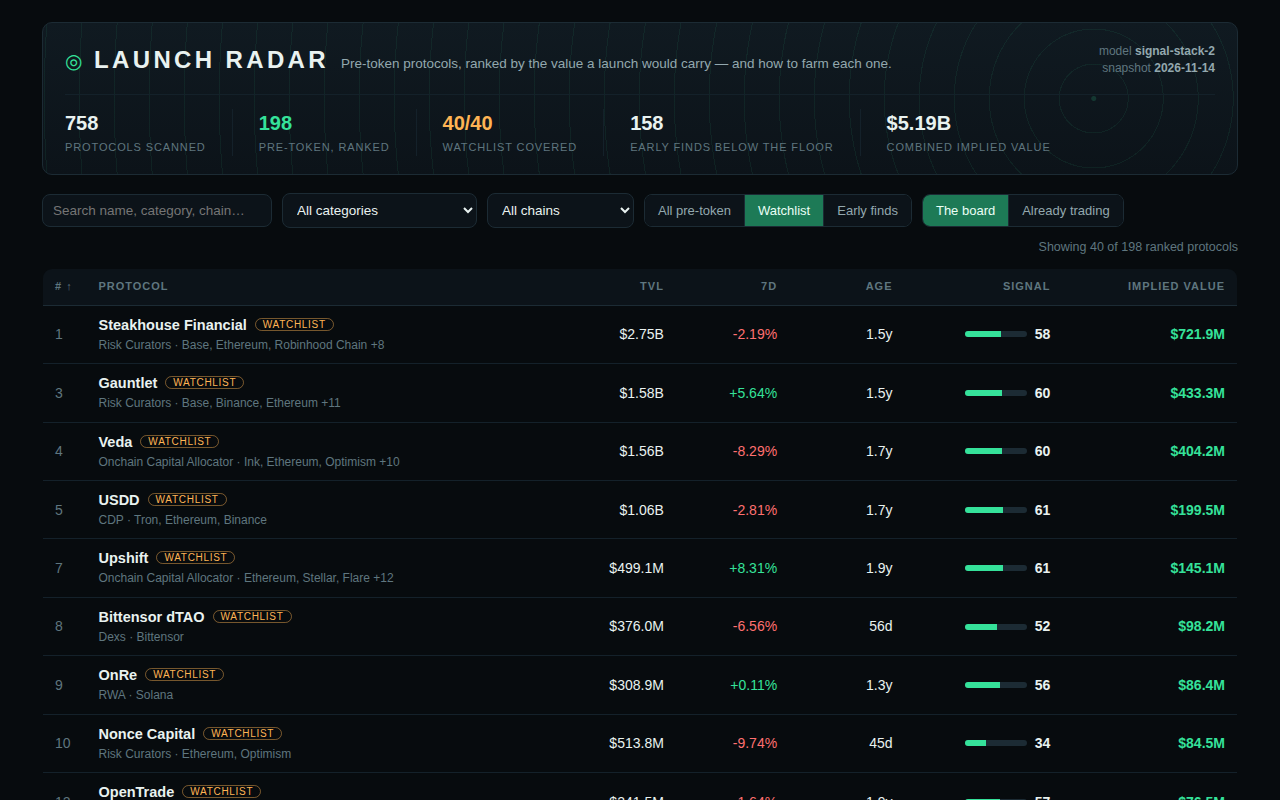 ◎ LAUNCH RADAR Pre-token protocols, ranked by the value a launch would carry — and how to farm each one.
model signal-stack-2
snapshot 2026-11-14
758 198 40/40 158 $5.19B
PROTOCOLS SCANNED PRE-TOKEN, RANKED WATCHLIST COVERED EARLY FINDS BELOW THE FLOOR COMBINED IMPLIED VALUE
Search name, category, chain… All categories All chains All pre-token Watchlist Early finds The board Already trading
Showing 40 of 198 ranked protocols
# ↑ PROTOCOL TVL 7D AGE SIGNAL IMPLIED VALUE
1 Steakhouse Financial WATCHLIST $2.75B -2.19% 1.5y 58 $721.9M
Risk Curators · Base, Ethereum, Robinhood Chain +8
3 Gauntlet WATCHLIST $1.58B +5.64% 1.5y 60 $433.3M
Risk Curators · Base, Binance, Ethereum +11
4 Veda WATCHLIST $1.56B -8.29% 1.7y 60 $404.2M
Onchain Capital Allocator · Ink, Ethereum, Optimism +10
5 USDD WATCHLIST $1.06B -2.81% 1.7y 61 $199.5M
CDP · Tron, Ethereum, Binance
7 Upshift WATCHLIST $499.1M +8.31% 1.9y 61 $145.1M
Onchain Capital Allocator · Ethereum, Stellar, Flare +12
8 Bittensor dTAO WATCHLIST $376.0M -6.56% 56d 52 $98.2M
Dexs · Bittensor
9 OnRe WATCHLIST $308.9M +0.11% 1.3y 56 $86.4M
RWA · Solana
10 Nonce Capital WATCHLIST $513.8M -9.74% 45d 34 $84.5M
Risk Curators · Ethereum, Optimism
OpenTrade WATCHLIST